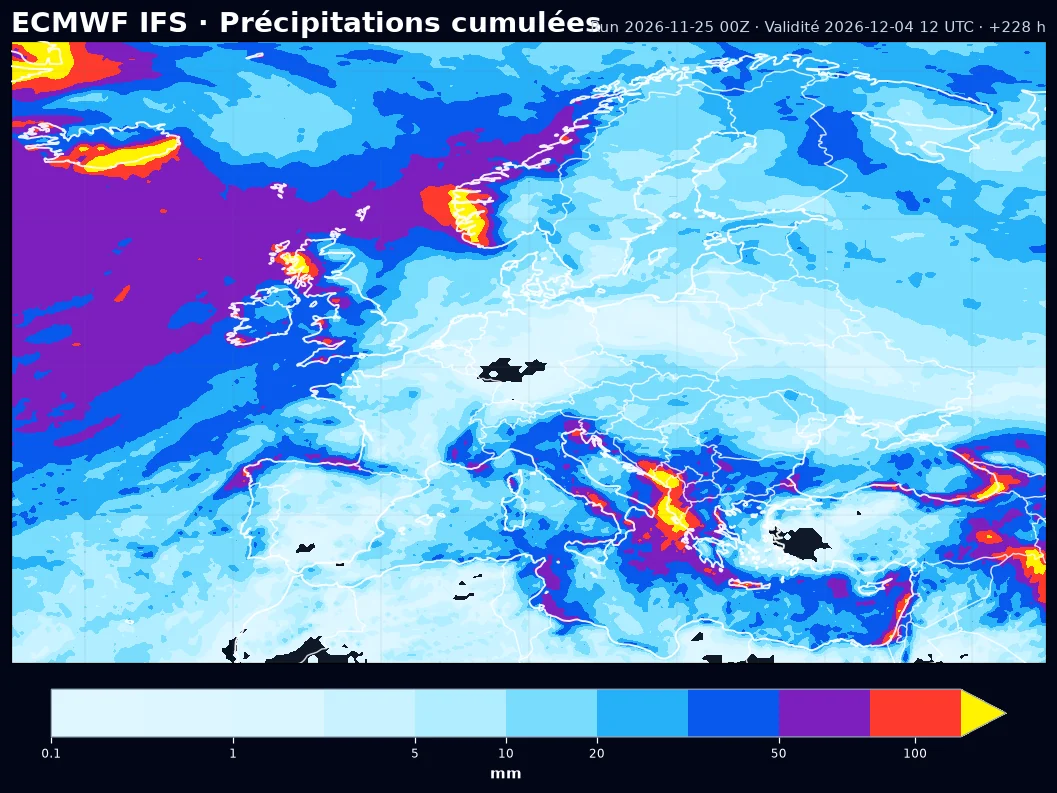 ECMWF IFS · Précipitations cumulées
Run 2026-11-25 00Z · Validité 2026-12-04 12 UTC · +228 h
0.1 1 5 10 20 50 100
mm